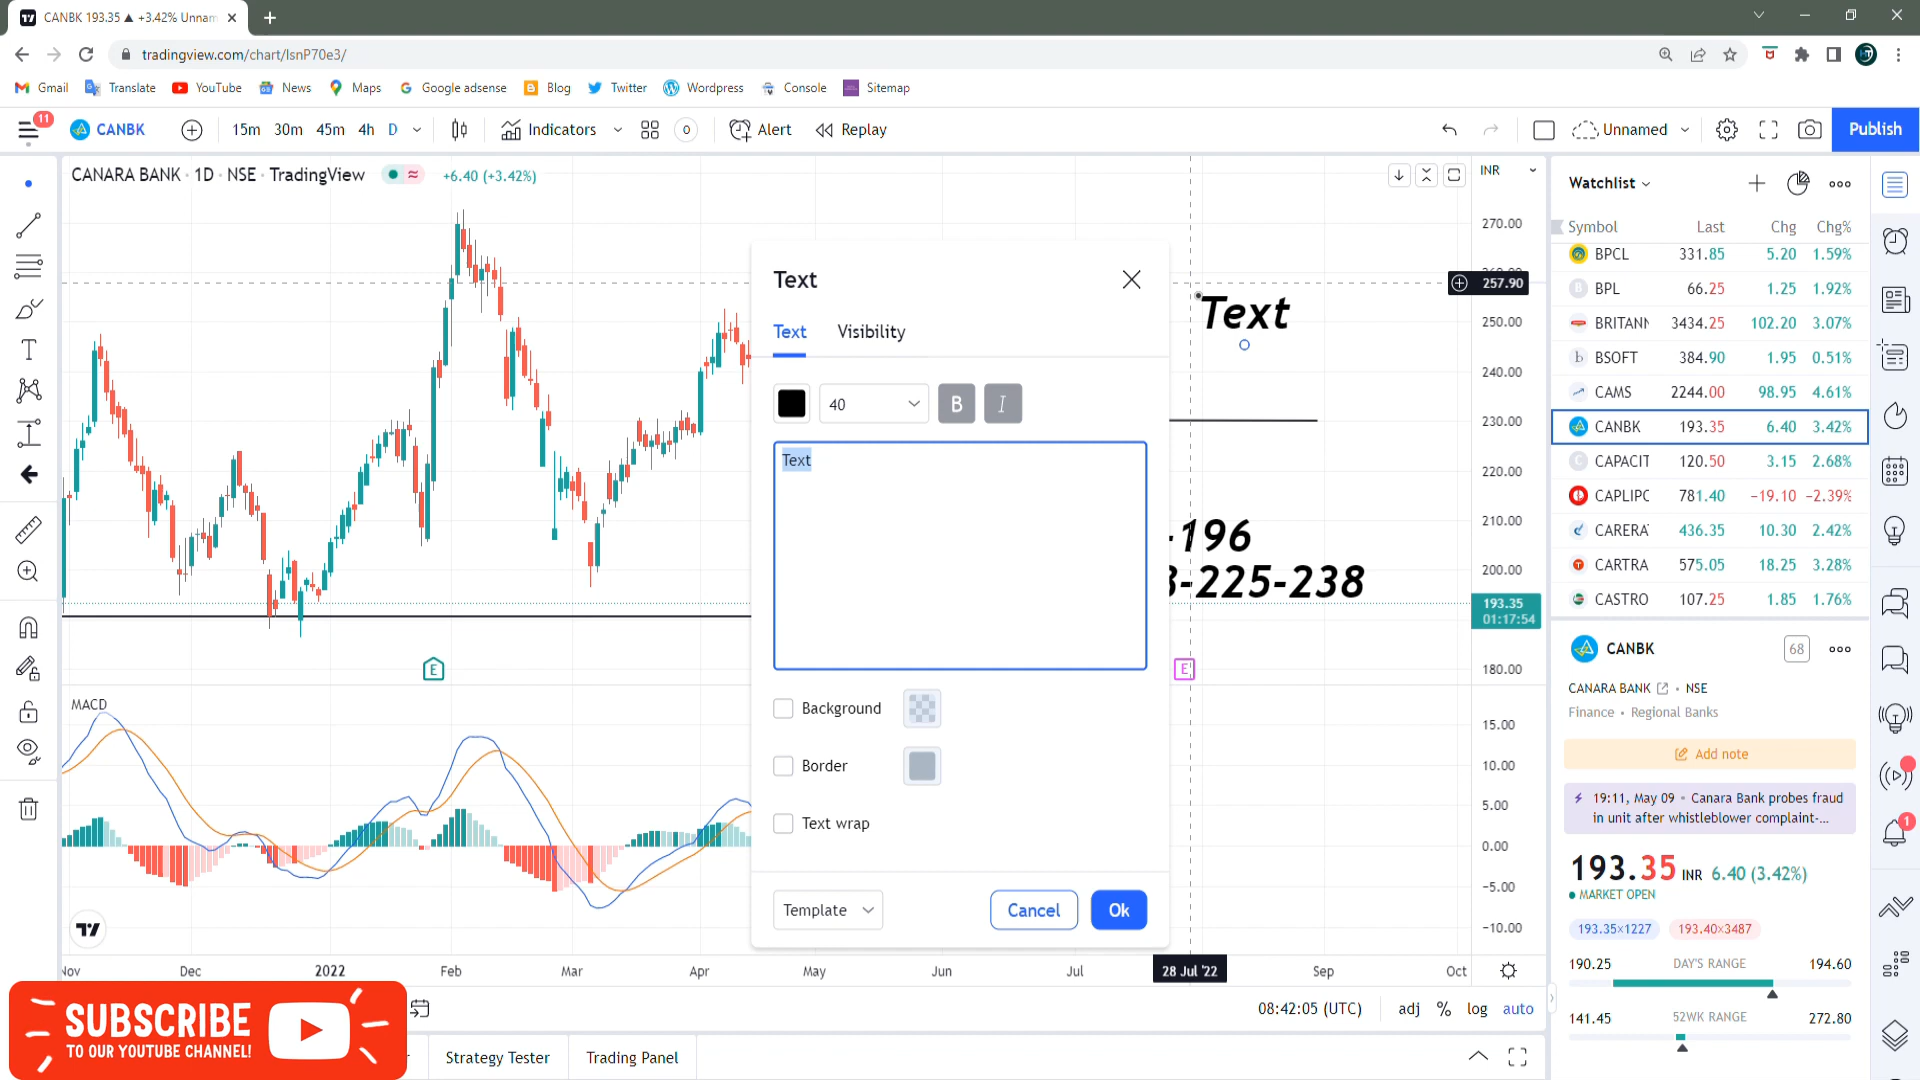 CANBK 193.35 ▲ +3.42% Unnam
tradingview.com/chart/IsnP70e3/
Gmail Translate YouTube News Maps Google adsense Blog Twitter Wordpress Console Sitemap
11
CANBK 15m 30m 45m 4h D Indicators 0 Alert Replay Unnamed Publish
CANARA BANK · 1D · NSE · TradingView +6.40 (+3.42%)
INR
270.00
257.90
250.00
240.00
230.00
220.00
210.00
200.00
193.35
01:17:54
180.00
15.00
10.00
5.00
0.00
−5.00
−10.00
Text
-196
-225-238
E
E
MACD
Text
Text Visibility
40 B I
Text
Background
Border
Text wrap
Template Cancel Ok
Nov Dec 2022 Feb Mar Apr May Jun Jul 28 Jul '22 Sep Oct
08:42:05 (UTC) adj % log auto
Strategy Tester Trading Panel
SUBSCRIBE
TO OUR YOUTUBE CHANNEL!
Watchlist
Symbol Last Chg Chg%
BPCL 331.85 5.20 1.59%
BPL 66.25 1.25 1.92%
BRITANN 3434.25 102.20 3.07%
BSOFT 384.90 1.95 0.51%
CAMS 2244.00 98.95 4.61%
CANBK 193.35 6.40 3.42%
CAPACIT 120.50 3.15 2.68%
CAPLIPC 781.40 −19.10 −2.39%
CARERA 436.35 10.30 2.42%
CARTRA 575.05 18.25 3.28%
CASTRO 107.25 1.85 1.76%
CANBK 68
CANARA BANK • NSE
Finance • Regional Banks
Add note
19:11, May 09 • Canara Bank probes fraud
in unit after whistleblower complaint-...
193.35 INR 6.40 (3.42%)
MARKET OPEN
193.35×1227 193.40×3487
190.25 DAY'S RANGE 194.60
141.45 52WK RANGE 272.80
1